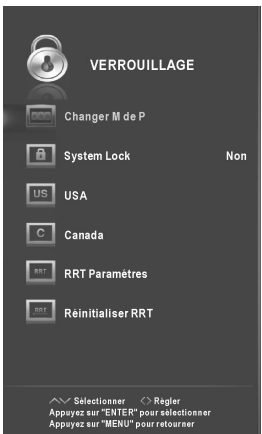 VERROUILLAGE
Changer M de P
System Lock Non
US USA
C Canada
RRT RRT Paramètres
RRT Réinitialiser RRT
Sélectionner Régler
Appuyez sur "ENTER" pour sélectionner
Appuyez sur "MENU" pour retourner